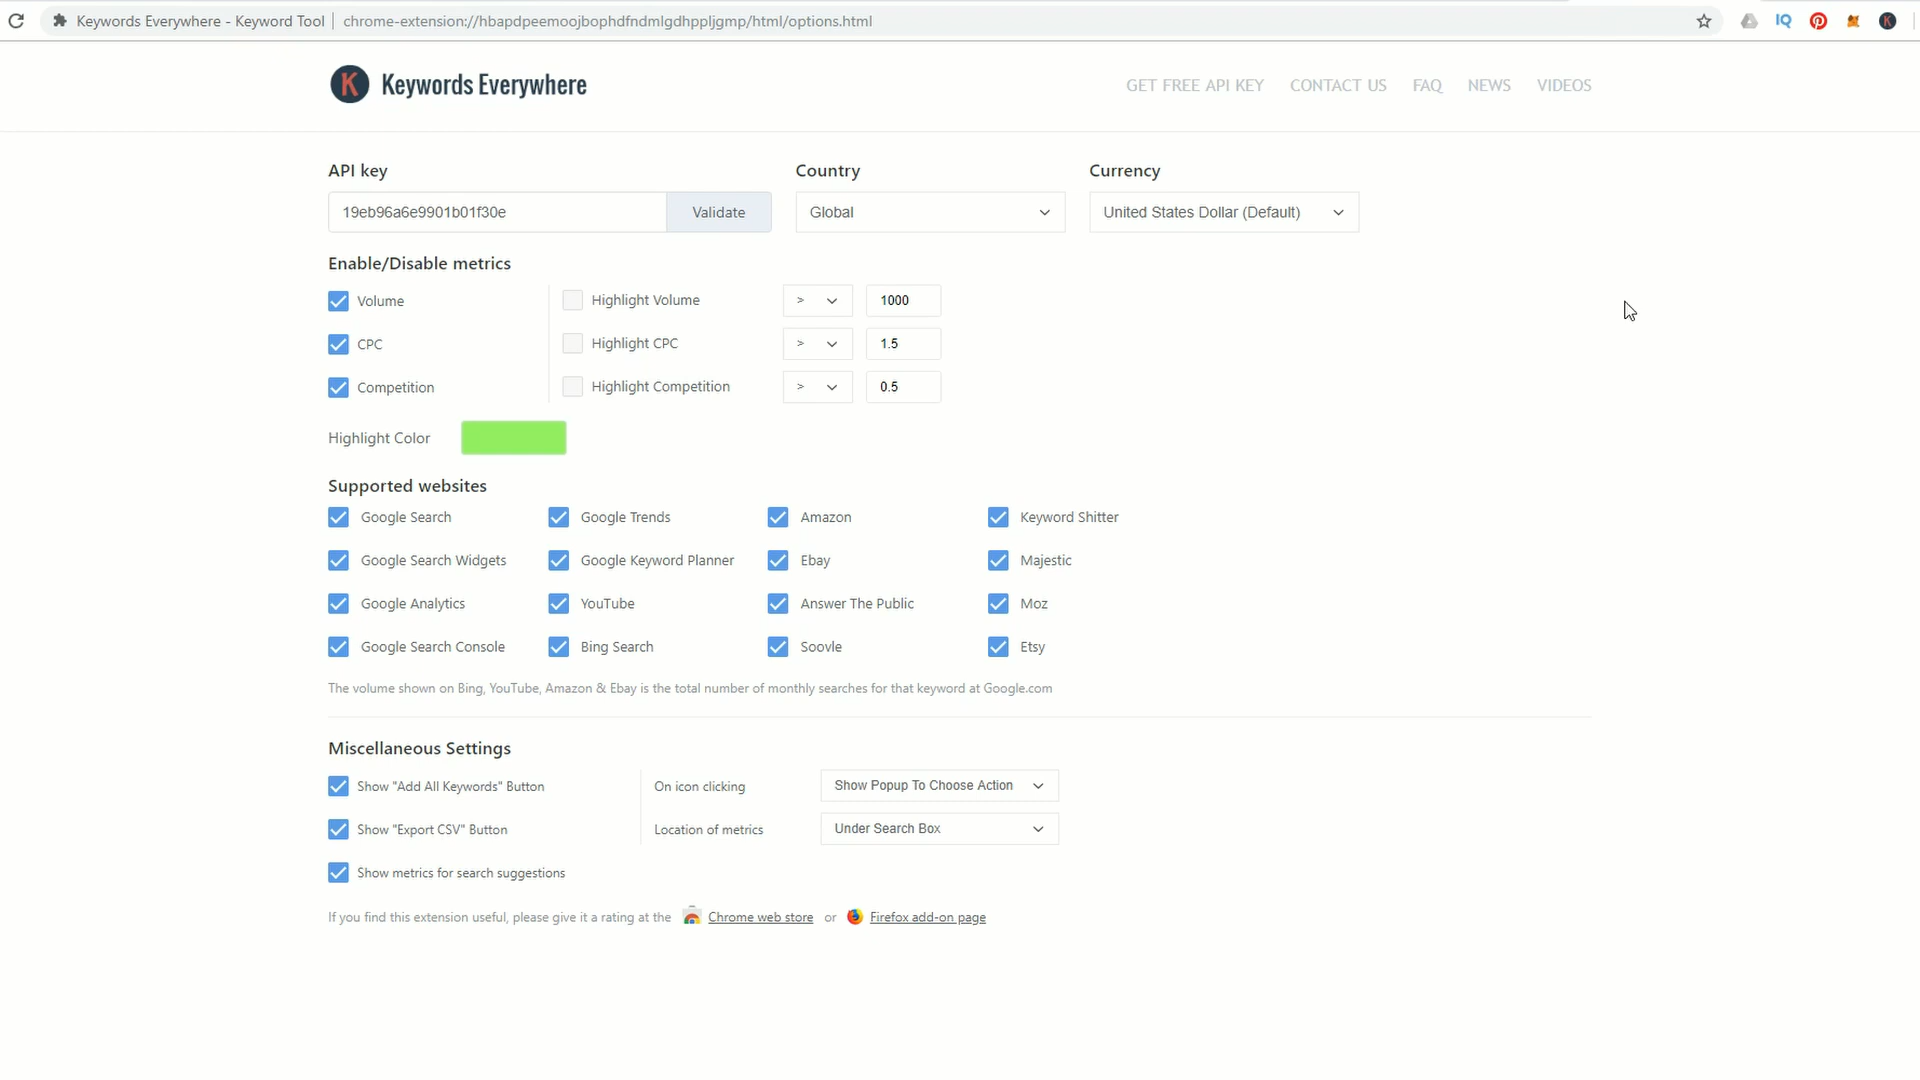 Keywords Everywhere - Keyword Tool | chrome-extension://hbapdpeemoojbophdfndmlgdhppljgmp/html/options.html
IQ
K
K Keywords Everywhere
GET FREE API KEY CONTACT US FAQ NEWS VIDEOS
API key Country Currency
19eb96a6e9901b01f30e Validate Global United States Dollar (Default)
Enable/Disable metrics
Volume Highlight Volume > 1000
CPC Highlight CPC > 1.5
Competition Highlight Competition > 0.5
Highlight Color
Supported websites
Google Search Google Trends Amazon Keyword Shitter
Google Search Widgets Google Keyword Planner Ebay Majestic
Google Analytics YouTube Answer The Public Moz
Google Search Console Bing Search Soovle Etsy
The volume shown on Bing, YouTube, Amazon & Ebay is the total number of monthly searches for that keyword at Google.com
Miscellaneous Settings
Show "Add All Keywords" Button On icon clicking Show Popup To Choose Action
Show "Export CSV" Button Location of metrics Under Search Box
Show metrics for search suggestions
If you find this extension useful, please give it a rating at the Chrome web store or Firefox add-on page